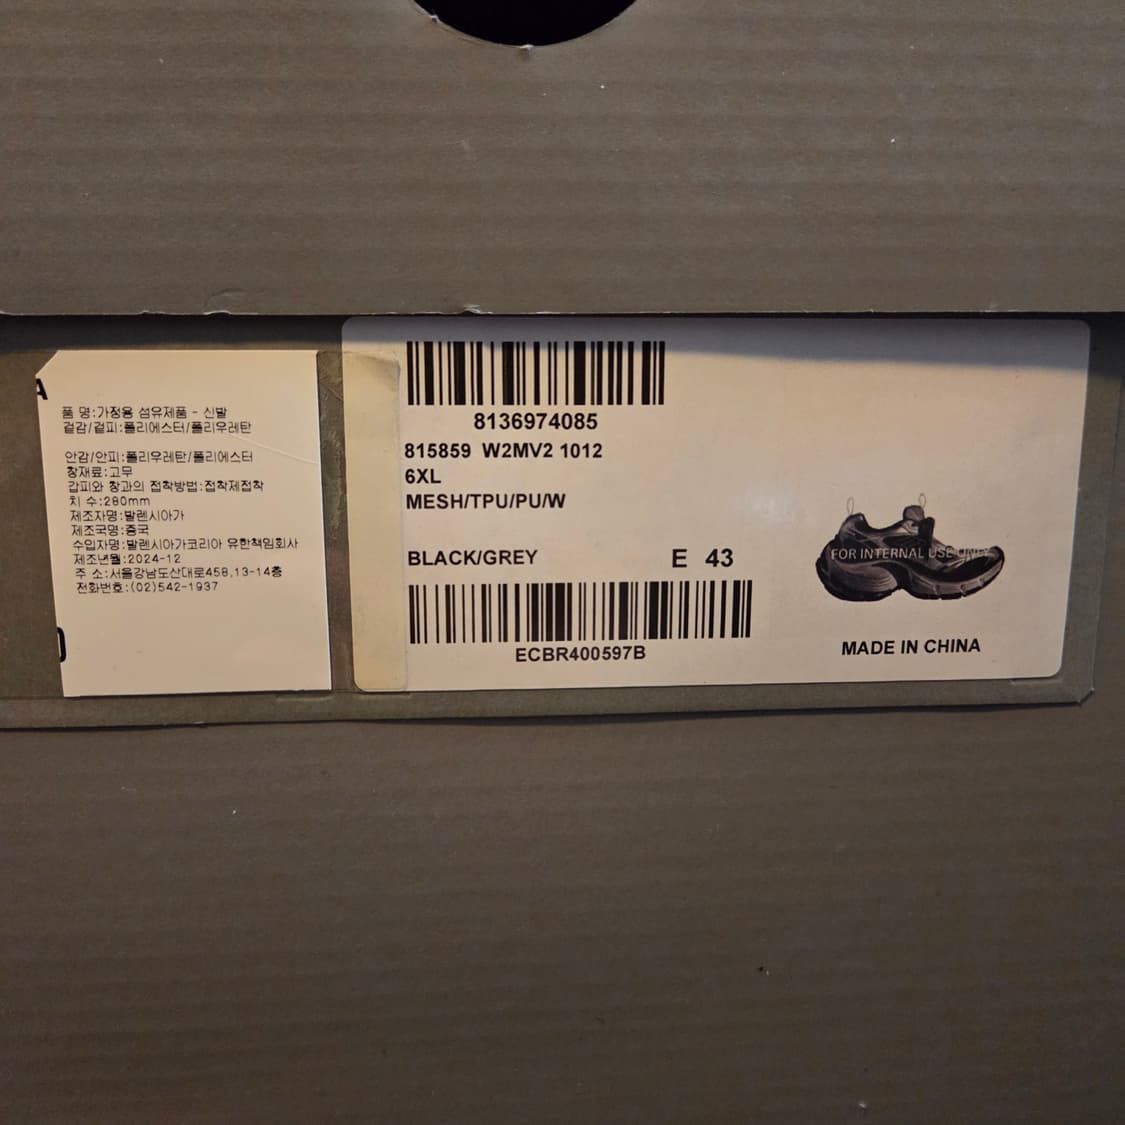 A
품 명:가정용 섬유제품 - 신발
겉감/겉피:폴리에스터/폴리우레탄
안감/안피:폴리우레탄/폴리에스터
창재료:고무
갑피와 창과의 접착방법:접착제접착
치 수:280mm
제조자명:발렌시아가
제조국명:중국
수입자명:발렌시아가코리아 유한책임회사
제조년월:2024-12
주 소:서울강남도산대로458,13-14층
전화번호:(02)542-1937
8136974085
815859 W2MV2 1012
6XL
MESH/TPU/PU/W
BLACK/GREY
E 43
ECBR400597B
FOR INTERNAL USE ONLY
MADE IN CHINA